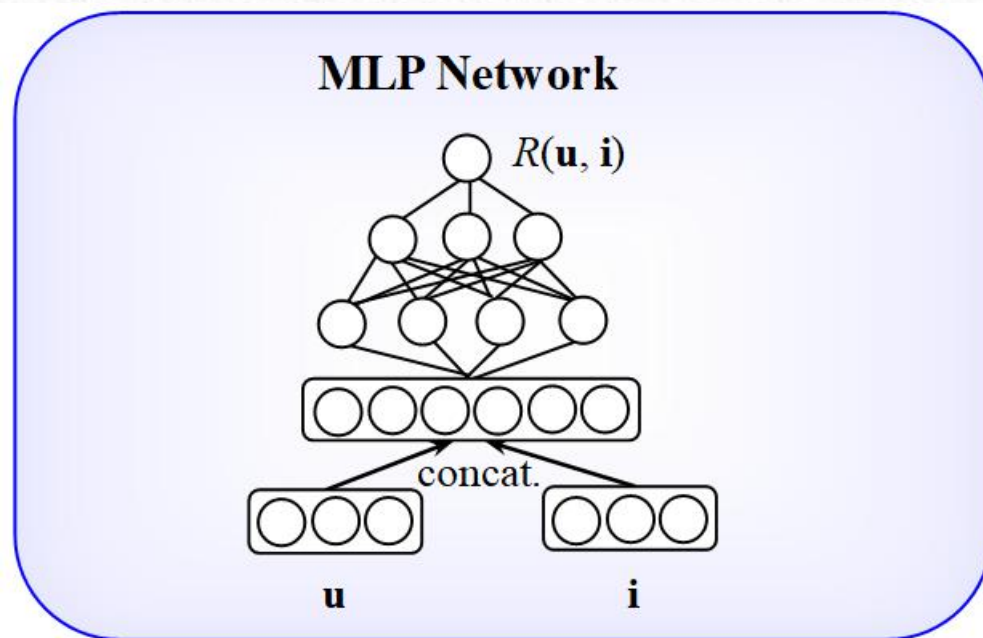 MLP Network
R(u, i)
concat.
u
i